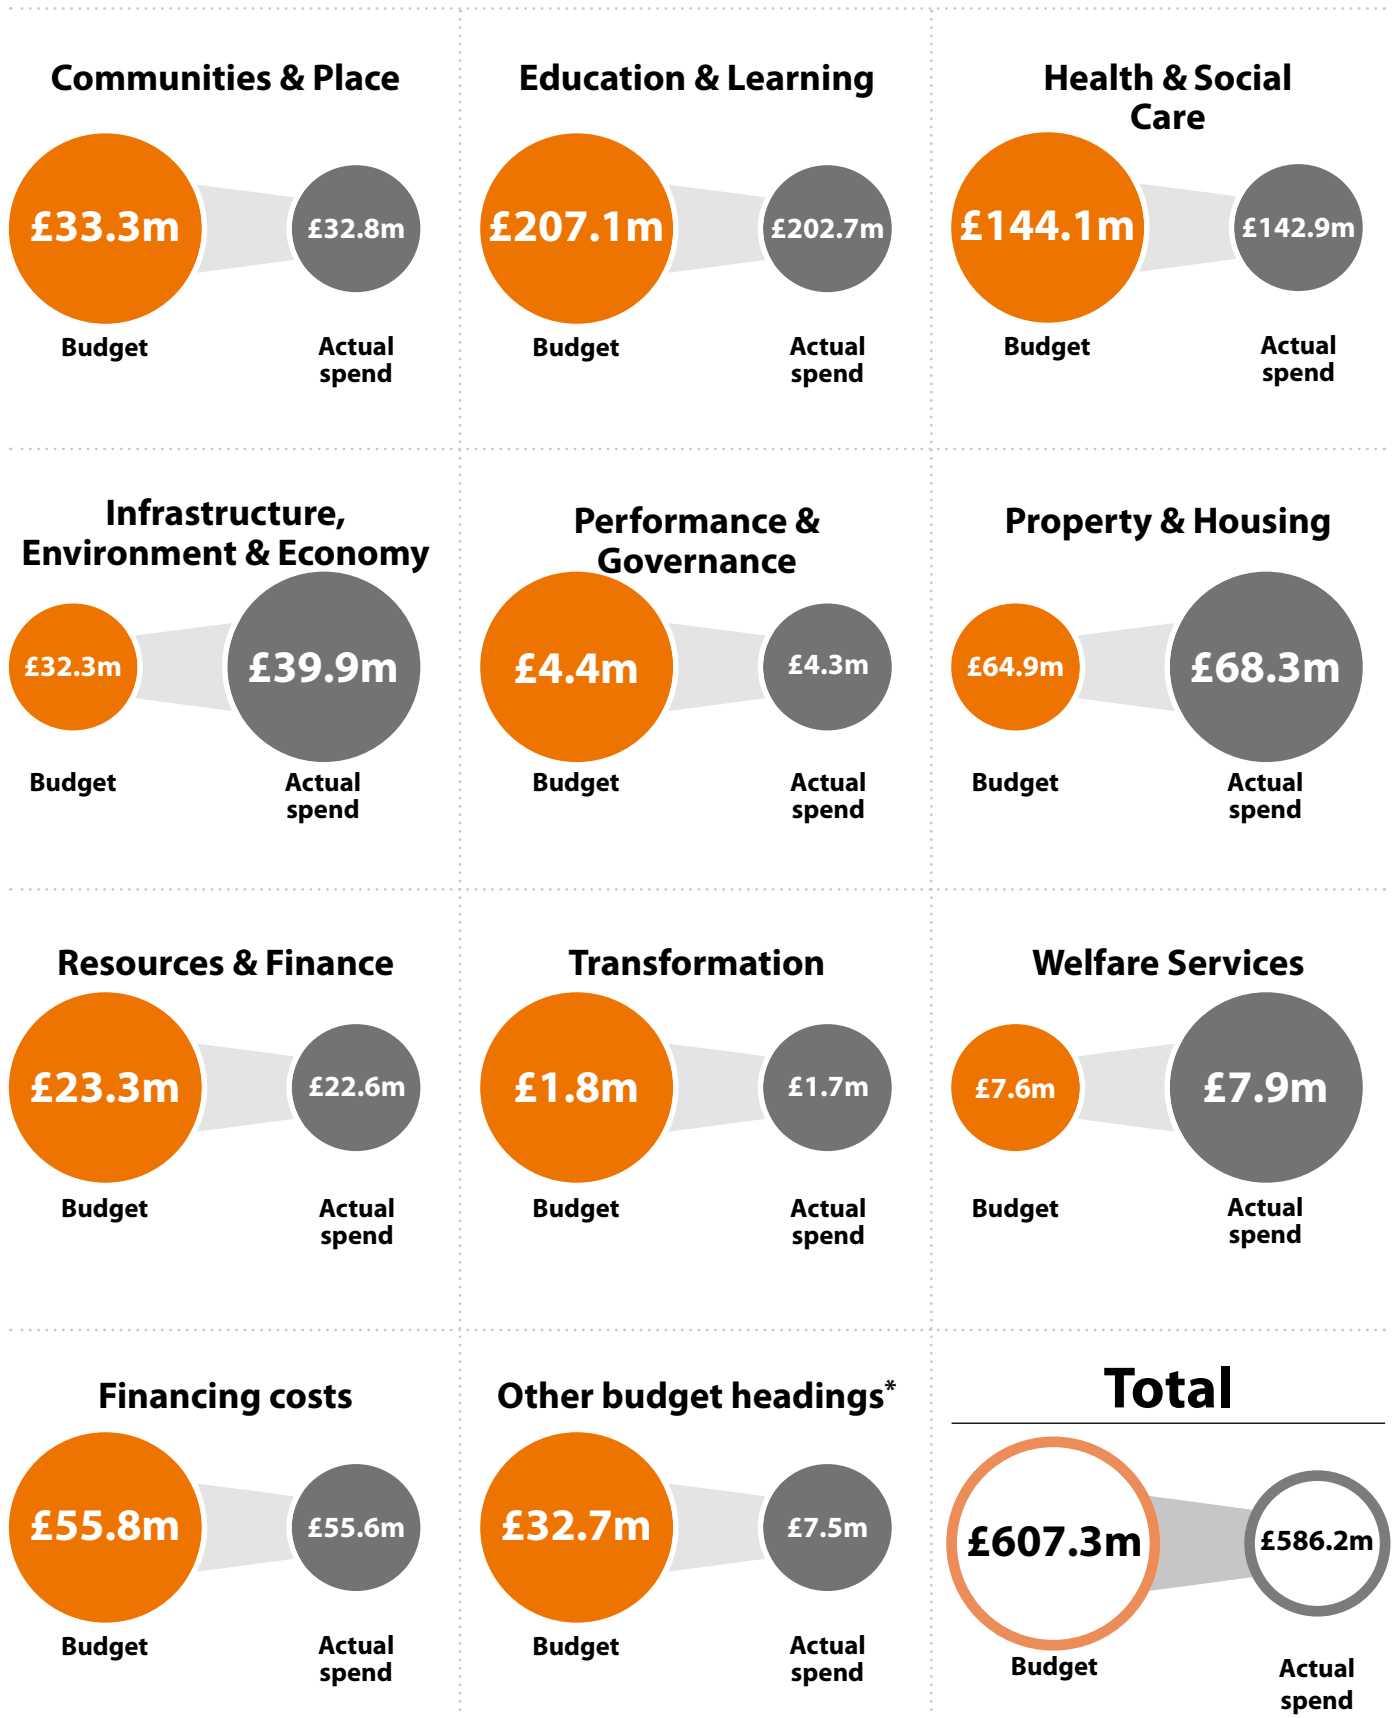 Communities & Place
£33.3m
£32.8m
Budget
Actual
spend
Education & Learning
£207.1m
£202.7m
Budget
Actual
spend
Health & Social
Care
£144.1m
£142.9m
Budget
Actual
spend
Infrastructure,
Environment & Economy
£32.3m
£39.9m
Budget
Actual
spend
Performance &
Governance
£4.4m
£4.3m
Budget
Actual
spend
Property & Housing
£64.9m
£68.3m
Budget
Actual
spend
Resources & Finance
£23.3m
£22.6m
Budget
Actual
spend
Transformation
£1.8m
£1.7m
Budget
Actual
spend
Welfare Services
£7.6m
£7.9m
Budget
Actual
spend
Financing costs
£55.8m
£55.6m
Budget
Actual
spend
Other budget headings*
£32.7m
£7.5m
Budget
Actual
spend
Total
£607.3m
£586.2m
Budget
Actual
spend